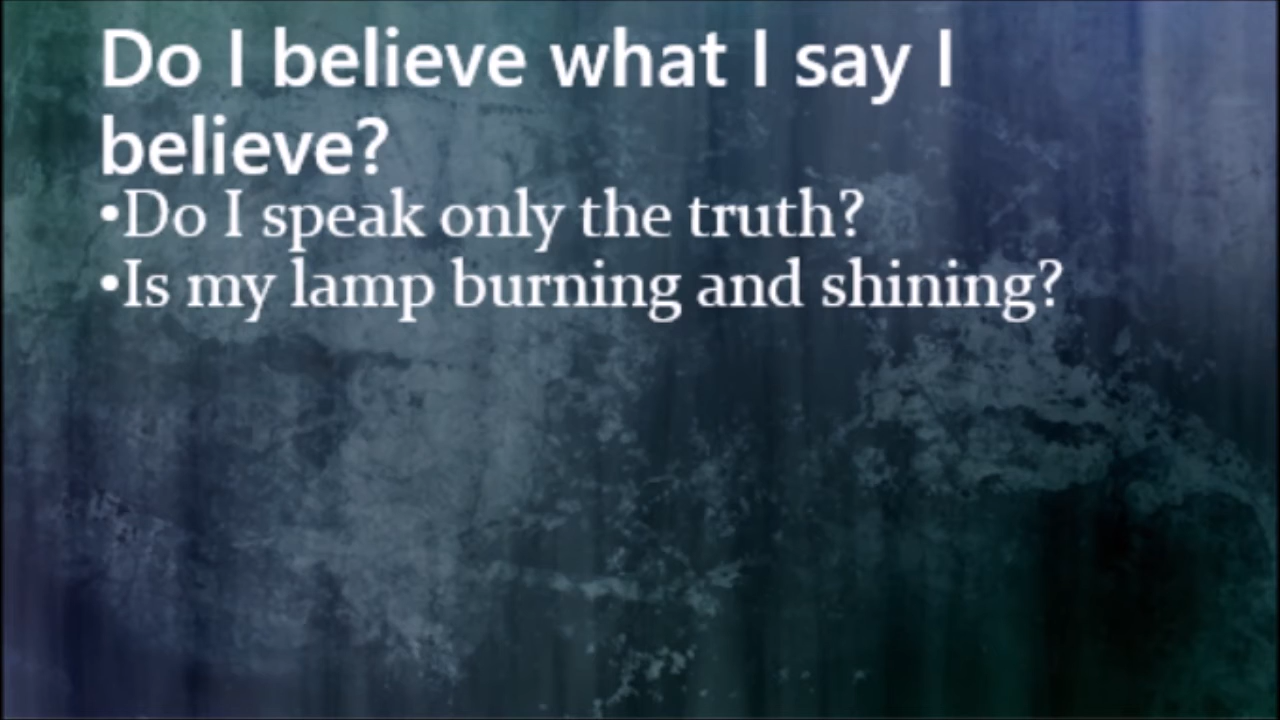 Do I believe what I say I
believe?
•Do I speak only the truth?
•Is my lamp burning and shining?